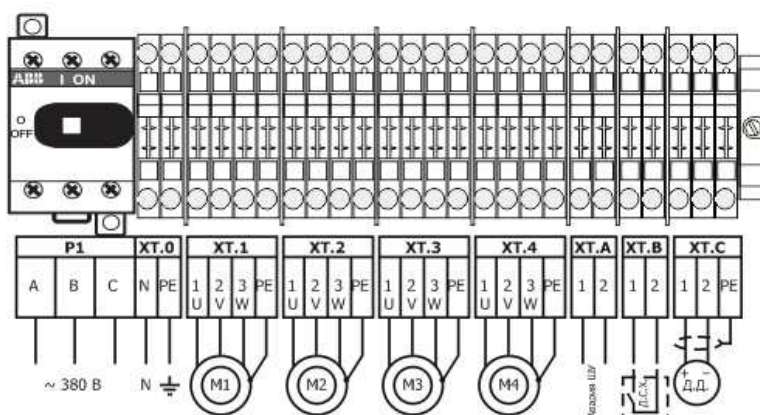 ABB I ON
O
OFF
P1 XT.0 XT.1 XT.2 XT.3 XT.4 XT.A XT.B XT.C
A B C N PE 1 2 3 PE 1 2 3 PE 1 2 3 PE 1 2 3 PE 1 2 1 2 1 2 PE
U V W U V W U V W U V W
~ 380 В N M1 M2 M3 M4 Авария ШУ Д.С.Х. + − Д.Д.